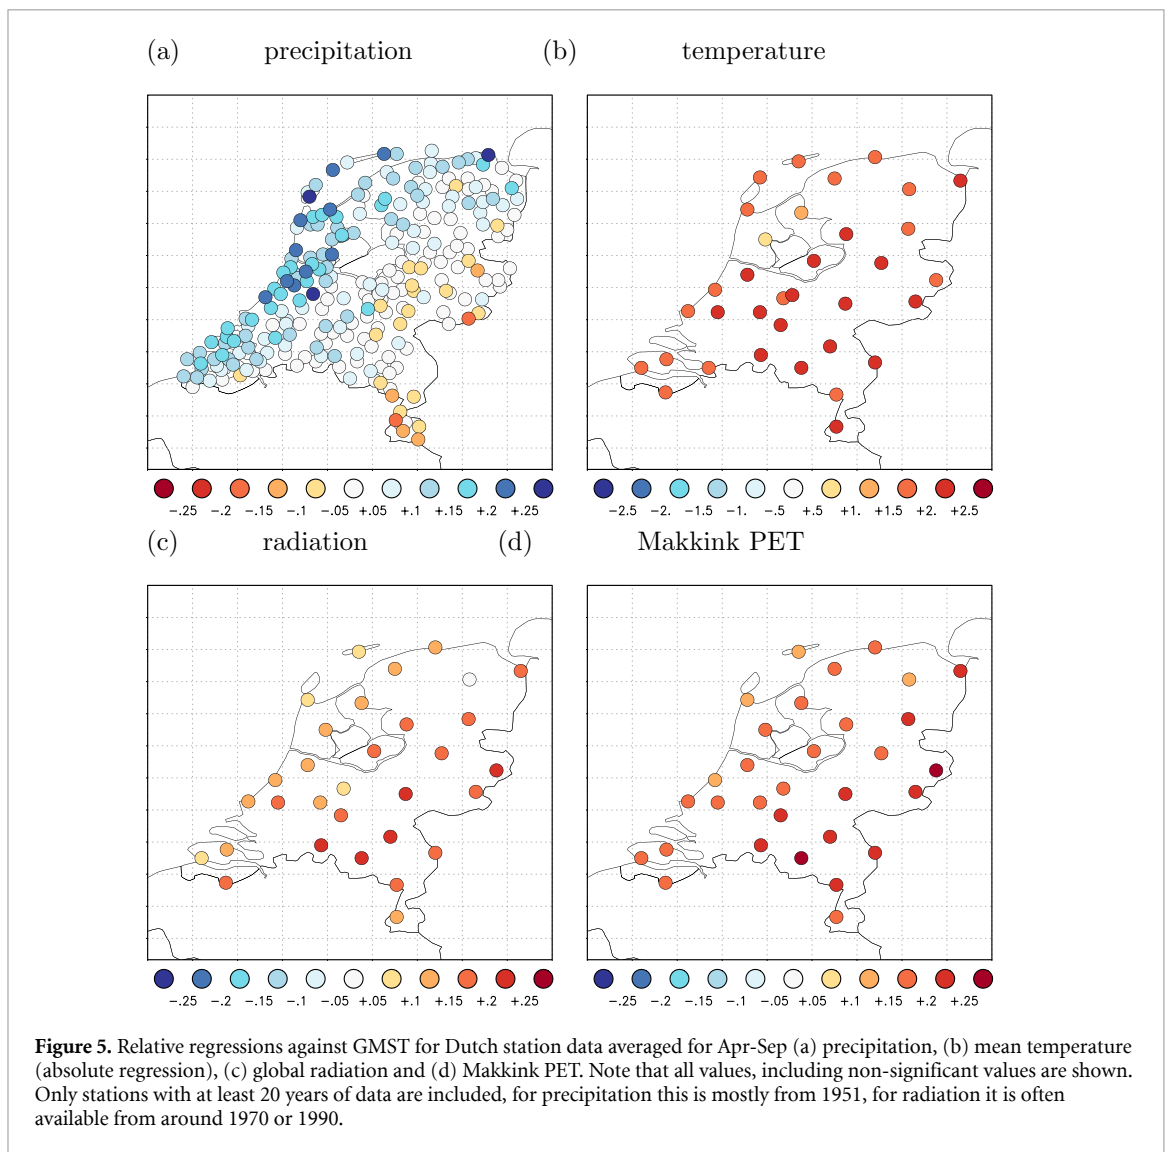 (a) precipitation
(b) temperature
-.25 -.2 -.15 -.1 -.05 +.05 +.1 +.15 +.2 +.25
-2.5 -2. -1.5 -1. -.5 +.5 +1. +1.5 +2. +2.5
(c) radiation
(d) Makkink PET
-.25 -.2 -.15 -.1 -.05 +.05 +.1 +.15 +.2 +.25
-.25 -.2 -.15 -.1 -.05 +.05 +.1 +.15 +.2 +.25
Figure 5. Relative regressions against GMST for Dutch station data averaged for Apr-Sep (a) precipitation, (b) mean temperature
(absolute regression), (c) global radiation and (d) Makkink PET. Note that all values, including non-significant values are shown.
Only stations with at least 20 years of data are included, for precipitation this is mostly from 1951, for radiation it is often
available from around 1970 or 1990.